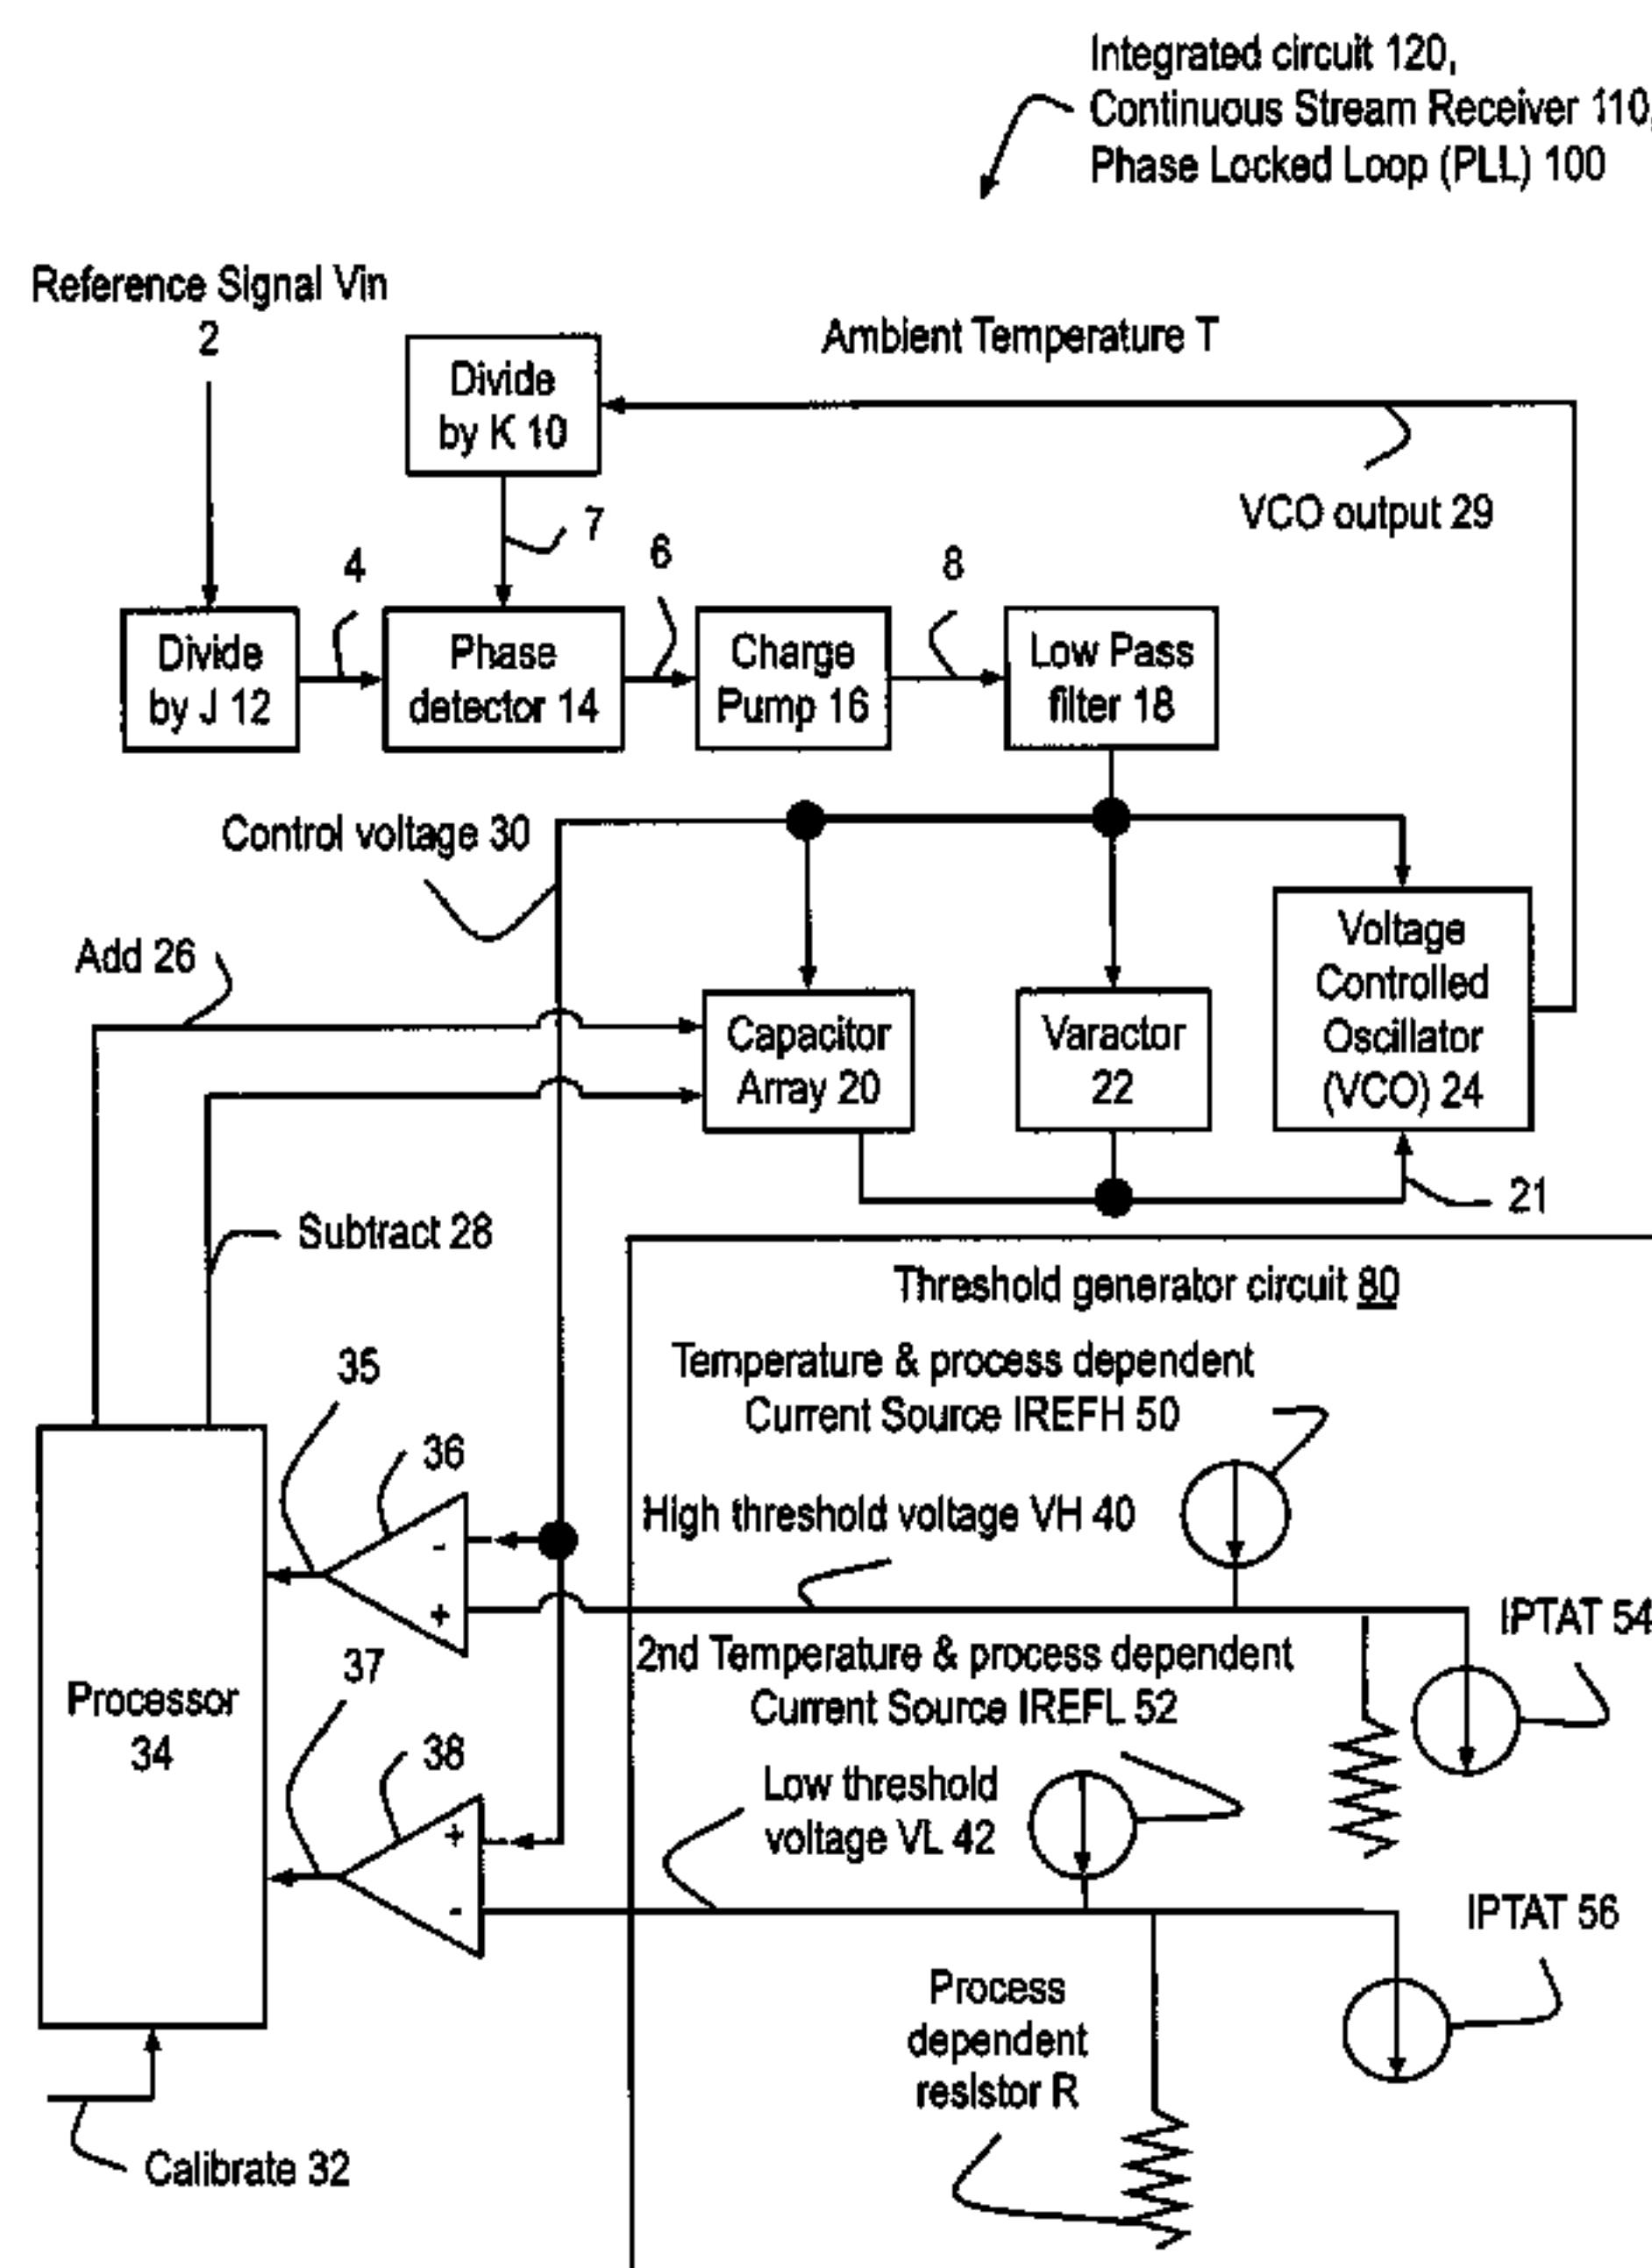 Integrated circuit 120,
Continuous Stream Receiver 110,
Phase Locked Loop (PLL) 100
Reference Signal Vin
2
Ambient Temperature T
Divide
by K 10
VCO output 29
7
4
6
8
Divide
by J 12
Phase
detector 14
Charge
Pump 16
Low Pass
filter 18
Control voltage 30
Add 26
Capacitor
Array 20
Varactor
22
Voltage
Controlled
Oscillator
(VCO) 24
21
Subtract 28
Threshold generator circuit 80
Temperature & process dependent
Current Source IREFH 50
35
36
-
+
High threshold voltage VH 40
IPTAT 54
2nd Temperature & process dependent
Current Source IREFL 52
Processor
34
37
38
+
-
Low threshold
voltage VL 42
IPTAT 56
Process
dependent
resistor R
Calibrate 32